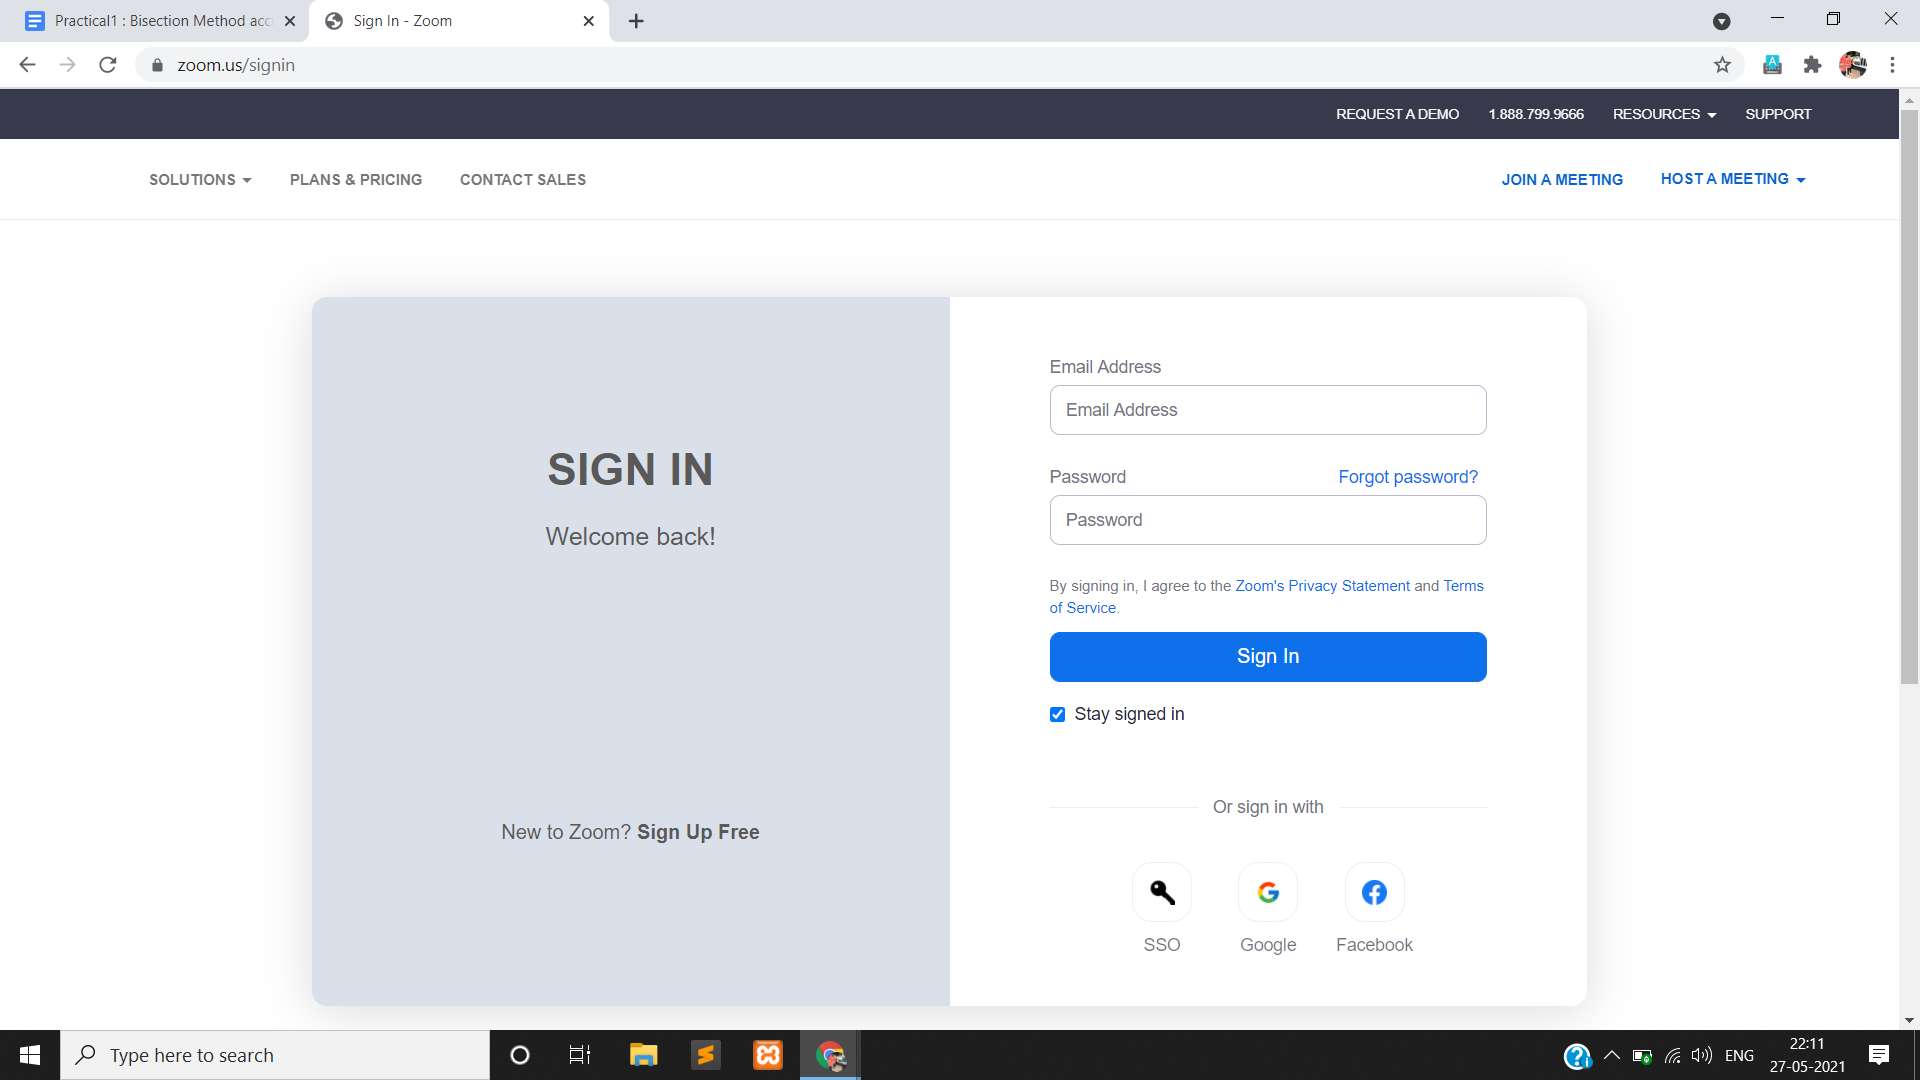 Practical1 : Bisection Method acc
Sign In - Zoom
zoom.us/signin
REQUEST A DEMO
1.888.799.9666
RESOURCES
SUPPORT
SOLUTIONS
PLANS & PRICING
CONTACT SALES
JOIN A MEETING
HOST A MEETING
SIGN IN
Welcome back!
New to Zoom? Sign Up Free
Email Address
Email Address
Password
Forgot password?
Password
By signing in, I agree to the Zoom's Privacy Statement and Terms
of Service.
Sign In
Stay signed in
Or sign in with
SSO
Google
Facebook
Type here to search
ENG
22:11
27-05-2021